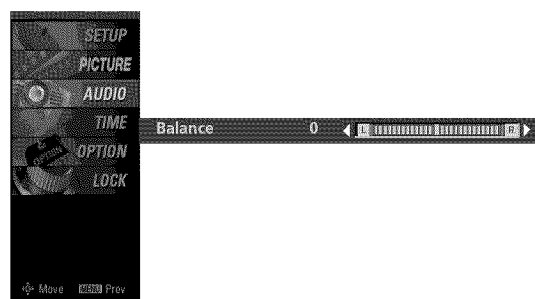 SETUP
PICTURE
AUDIO
TIME
Balance 0 L R
OPTION
LOCK
Move MENU Prev